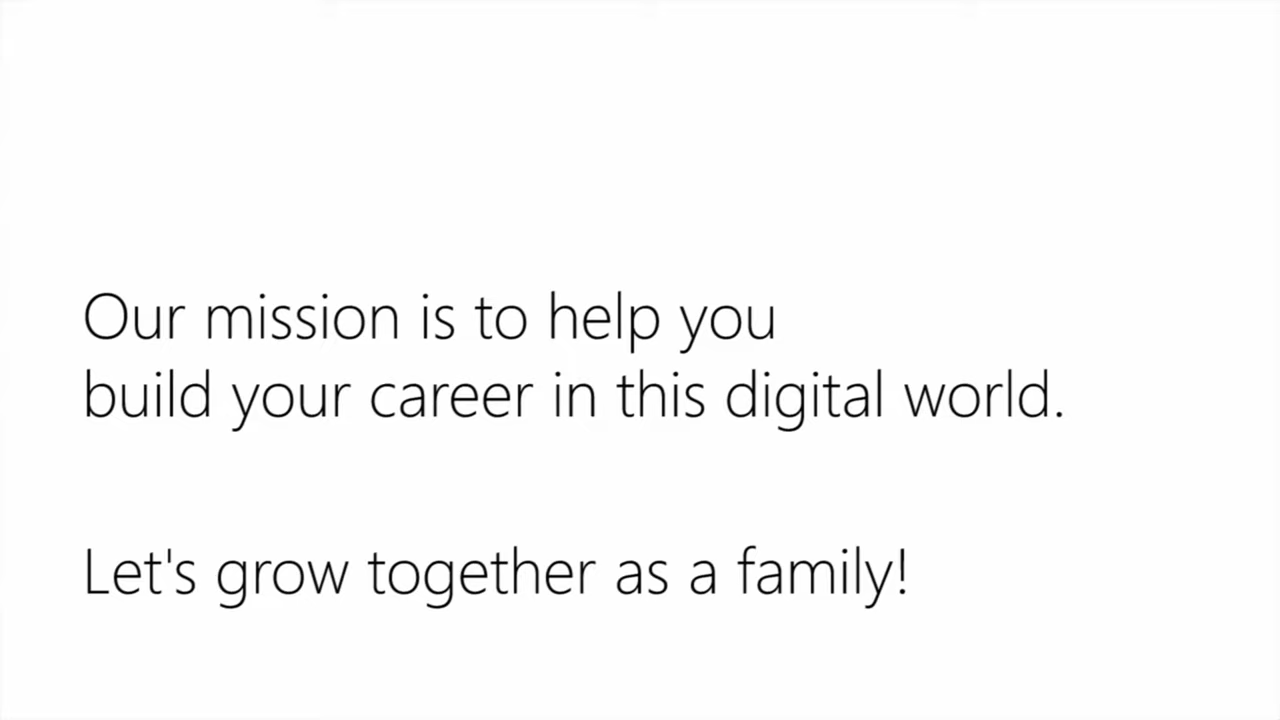 Our mission is to help you
build your career in this digital world.
Let's grow together as a family!